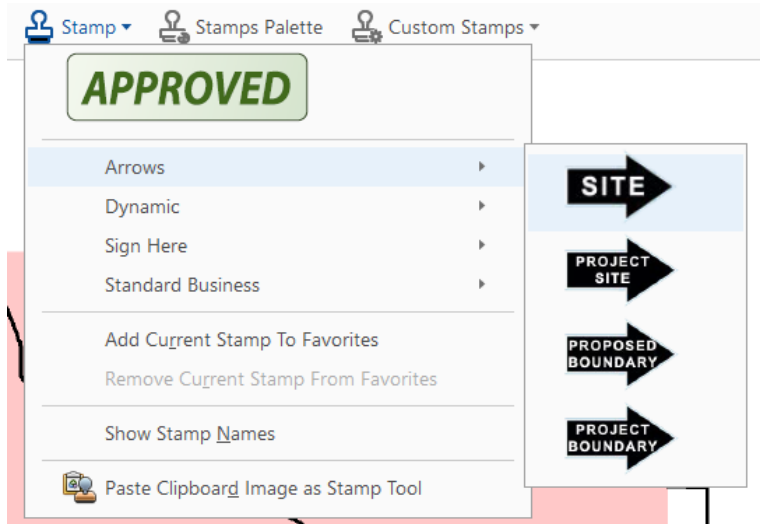 Stamp Stamps Palette Custom Stamps
APPROVED
Arrows
Dynamic
Sign Here
Standard Business
Add Current Stamp To Favorites
Remove Current Stamp From Favorites
Show Stamp Names
Paste Clipboard Image as Stamp Tool
SITE
PROJECT
SITE
PROPOSED
BOUNDARY
PROJECT
BOUNDARY